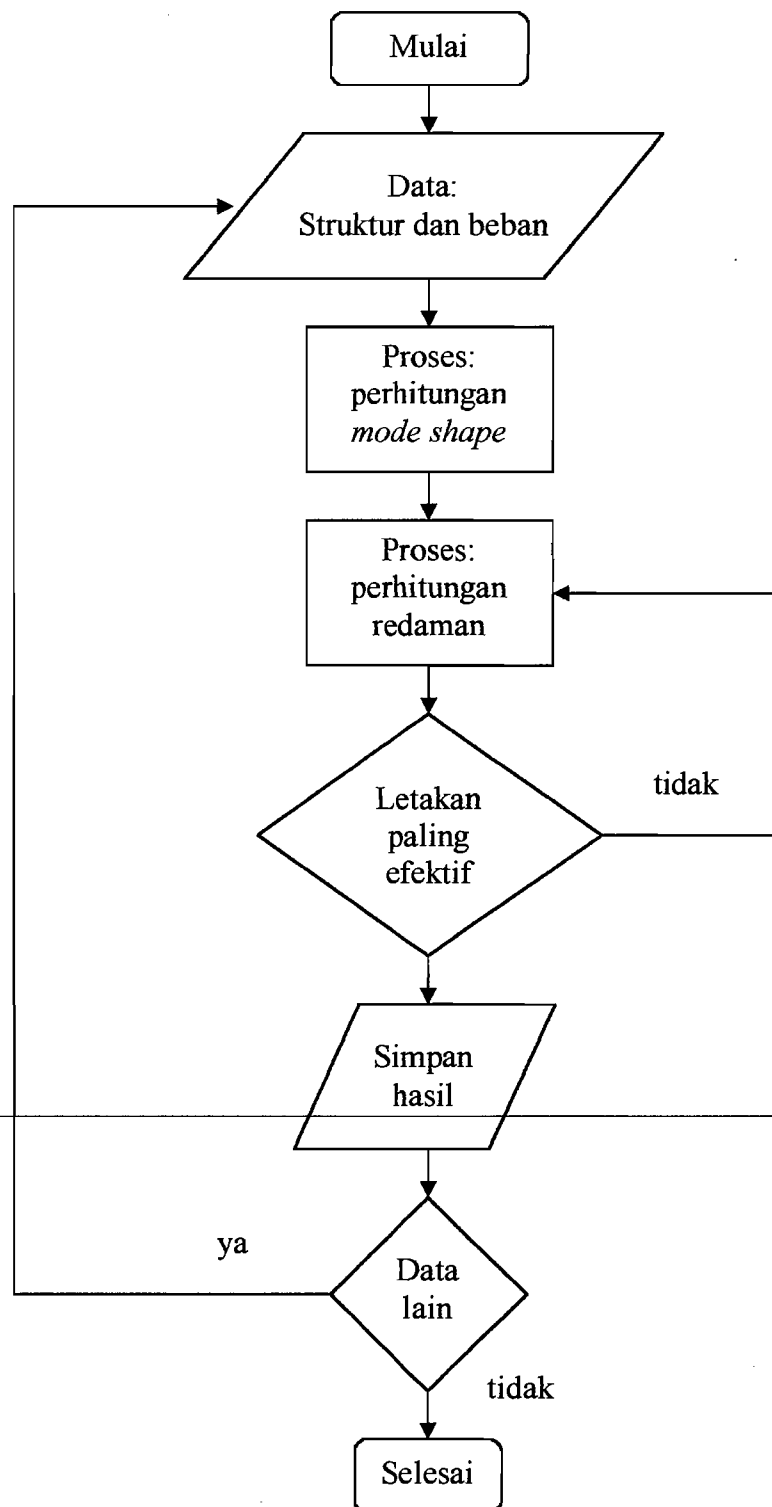 Mulai
Data:
Struktur dan beban
Proses:
perhitungan
mode shape
Proses:
perhitungan
redaman
Letakan
paling
efektif
tidak
Simpan
hasil
ya
Data
lain
tidak
Selesai